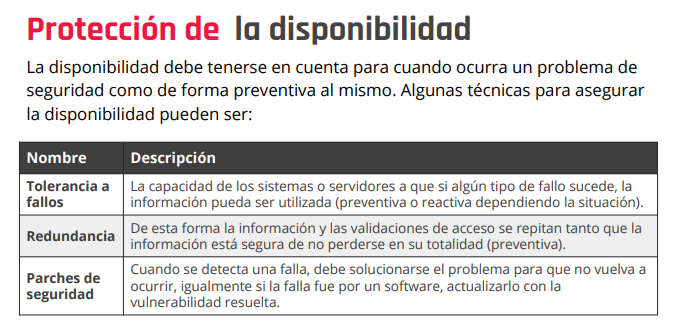 Protección de la disponibilidad
La disponibilidad debe tenerse en cuenta para cuando ocurra un problema de
seguridad como de forma preventiva al mismo. Algunas técnicas para asegurar
la disponibilidad pueden ser:
Nombre Descripción
Tolerancia a
fallos
La capacidad de los sistemas o servidores a que si algún tipo de fallo sucede, la
información pueda ser utilizada (preventiva o reactiva dependiendo la situación).
Redundancia
De esta forma la información y las validaciones de acceso se repitan tanto que la
información está segura de no perderse en su totalidad (preventiva).
Parches de
seguridad
Cuando se detecta una falla, debe solucionarse el problema para que no vuelva a
ocurrir, igualmente si la falla fue por un software, actualizarlo con la
vulnerabilidad resuelta.